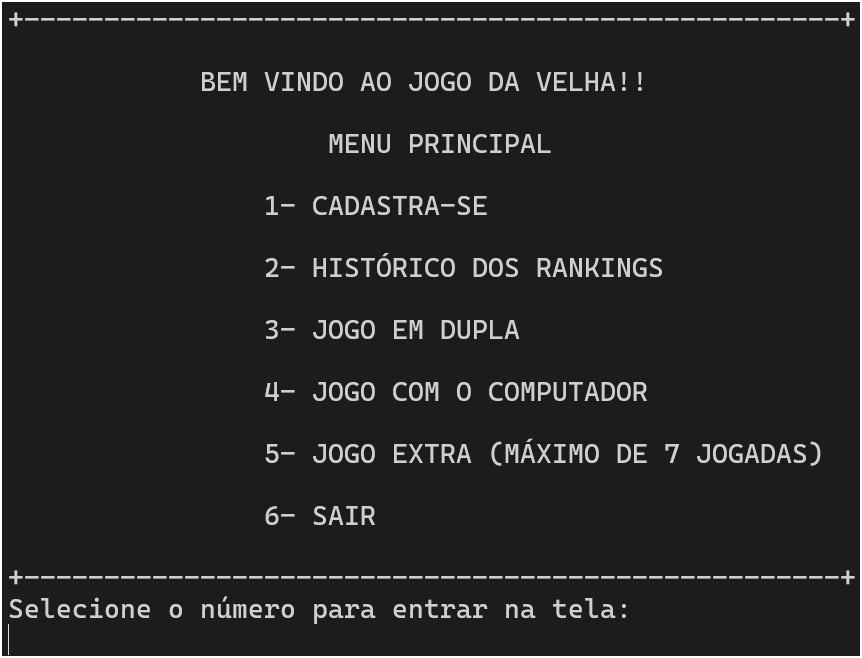 +---------------------------------------------------+
BEM VINDO AO JOGO DA VELHA!!
MENU PRINCIPAL
1- CADASTRA-SE
2- HISTÓRICO DOS RANKINGS
3- JOGO EM DUPLA
4- JOGO COM O COMPUTADOR
5- JOGO EXTRA (MÁXIMO DE 7 JOGADAS)
6- SAIR
+---------------------------------------------------+
Selecione o número para entrar na tela: